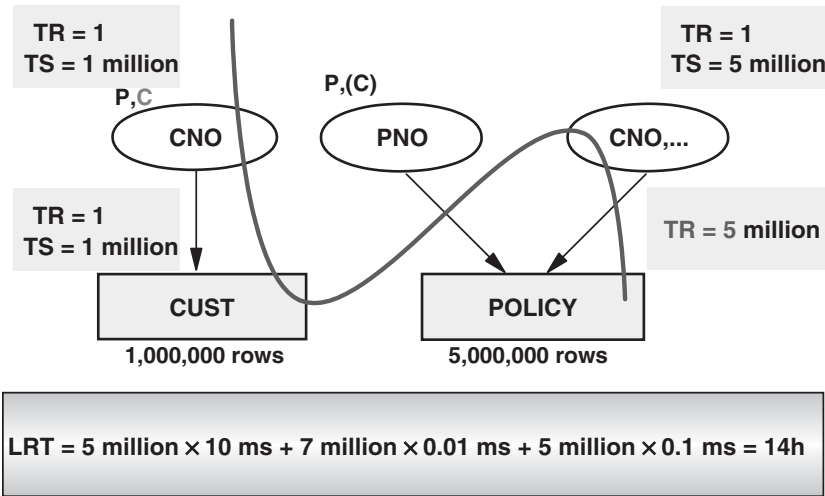 TR = 1
TS = 1 million
TR = 1
TS = 5 million
P,C
P,(C)
CNO
PNO
CNO,...
TR = 1
TS = 1 million
TR = 5 million
CUST
POLICY
1,000,000 rows
5,000,000 rows
LRT = 5 million × 10 ms + 7 million × 0.01 ms + 5 million × 0.1 ms = 14h